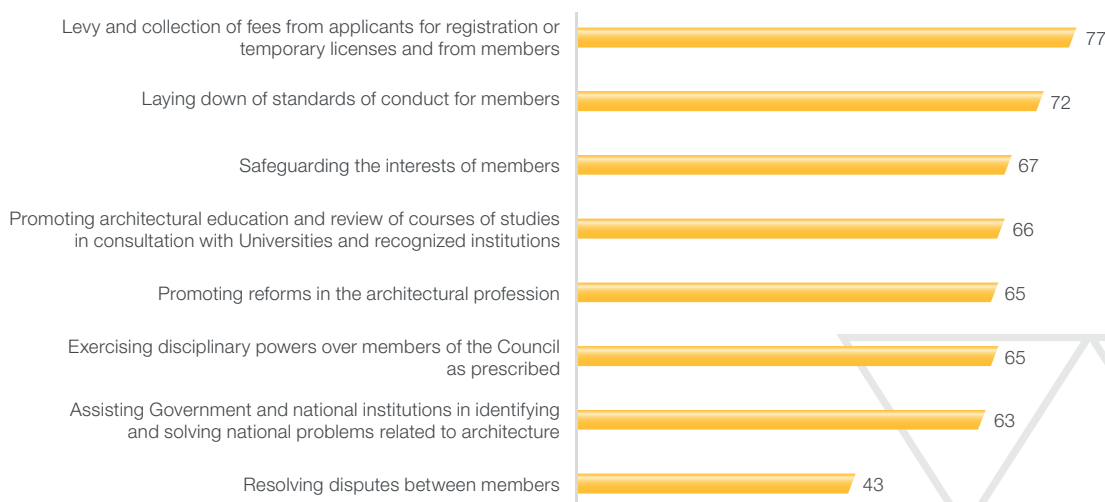 Levy and collection of fees from applicants for registration or
temporary licenses and from members
77
Laying down of standards of conduct for members
72
Safeguarding the interests of members
67
Promoting architectural education and review of courses of studies
in consultation with Universities and recognized institutions
66
Promoting reforms in the architectural profession
65
Exercising disciplinary powers over members of the Council
as prescribed
65
Assisting Government and national institutions in identifying
and solving national problems related to architecture
63
Resolving disputes between members
43